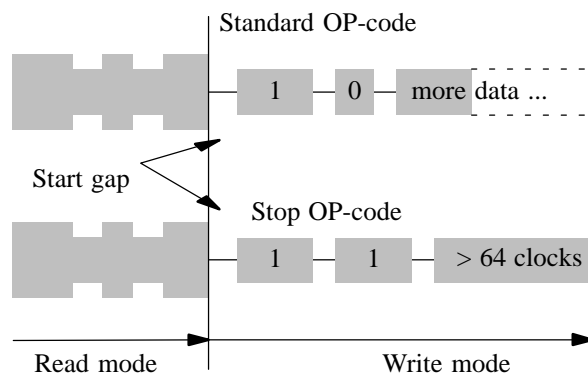 Standard OP-code
1 0 more data ...
Start gap
Stop OP-code
1 1 > 64 clocks
Read mode Write mode